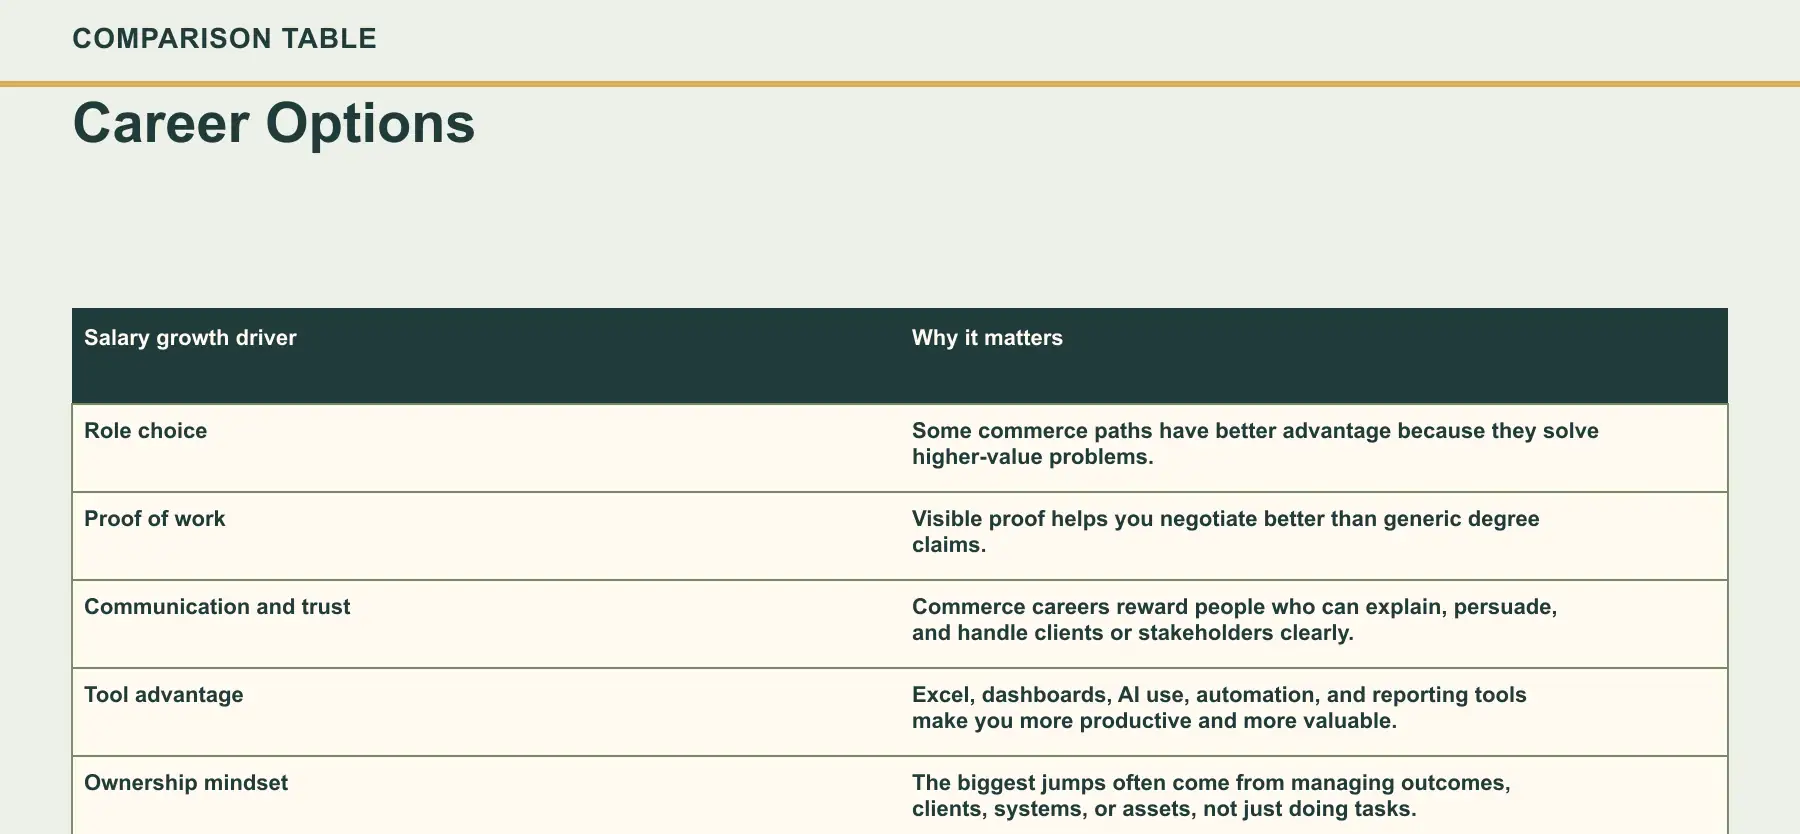 COMPARISON TABLE
Career Options
Salary growth driver
Why it matters
Role choice
Some commerce paths have better advantage because they solve
higher-value problems.
Proof of work
Visible proof helps you negotiate better than generic degree
claims.
Communication and trust
Commerce careers reward people who can explain, persuade,
and handle clients or stakeholders clearly.
Tool advantage
Excel, dashboards, AI use, automation, and reporting tools
make you more productive and more valuable.
Ownership mindset
The biggest jumps often come from managing outcomes,
clients, systems, or assets, not just doing tasks.